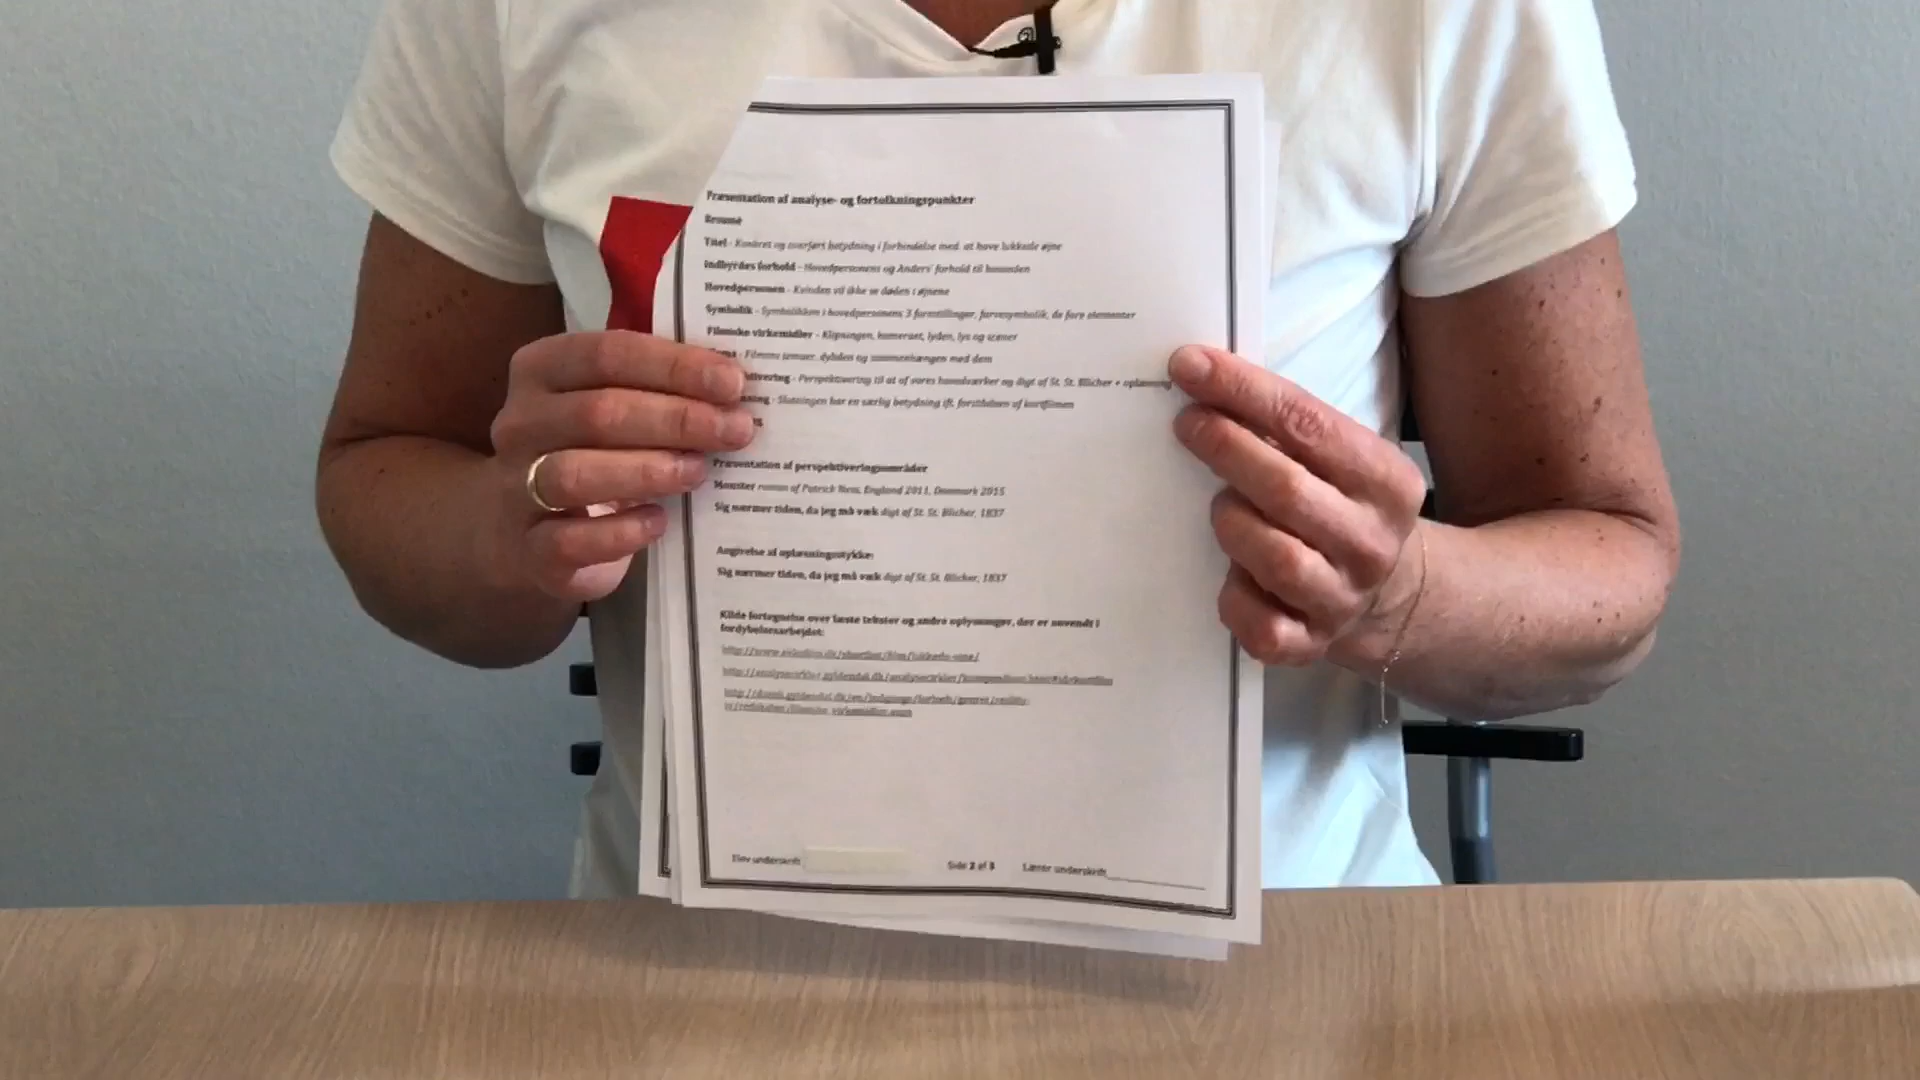 Præsentation af analyse- og fortolkningspunkter
Resumé
Titel - Konkret og overført betydning i forbindelse med at have lukkede øjne
Indbyrdes forhold - Hovedpersonens og Anders' forhold til hinanden
Hovedpersonen - Kvinden vil ikke se døden i øjnene
Symbolik - Symbolikken i hovedpersonens 3 forestillinger, farvesymbolik, de fore elementer
Filmiske virkemidler - Klipningen, kameraet, lyden, lys og scener
- Filmens temaer, dybden og sammenhængen med dem
- Perspektivering til af vores hovedværker og digt af St. St. Blicher + oplæsning
- Slutningen har en særlig betydning ift. forståelsen af kortfilmen
Præsentation af perspektiveringsområder
Monster roman af Patrick Ness, England 2011, Danmark 2015
Sig nærmer tiden, da jeg må væk digt af St. St. Blicher, 1837
Angivelse af oplæsningsstykke:
Sig nærmer tiden, da jeg må væk digt af St. St. Blicher, 1837
Kilde fortegnelse over læste tekster og andre oplysninger, der er anvendt i
fordybelsesarbejdet:
Elev underskrift Side 2 af 3 Lærer underskrift